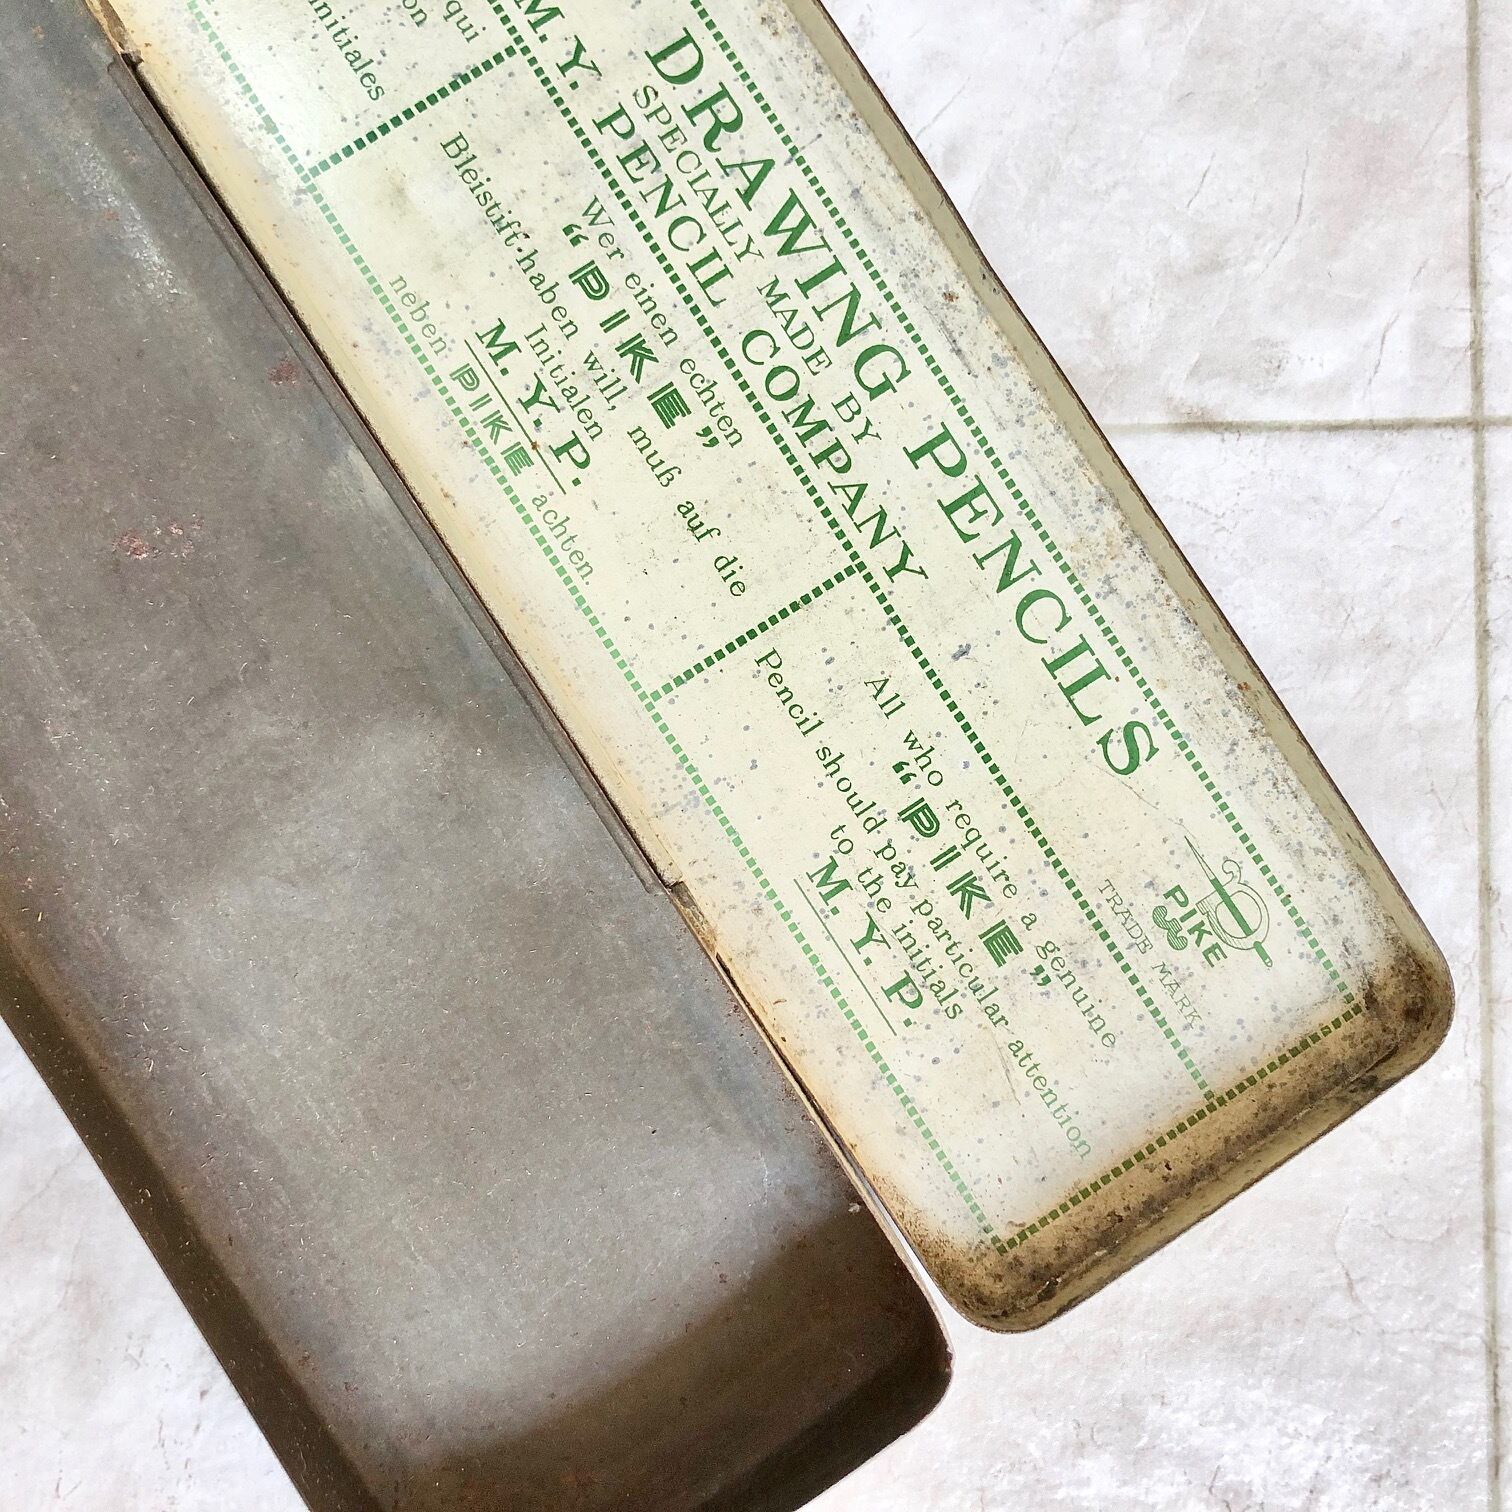 DRAWING PENCILS
SPECIALLY MADE BY
M. Y. PENCIL COMPANY
PIKE
TRADE MARK
qui
on
initiales
Wer einen echten
“PIKE”
Bleistift haben will, muß auf die
Initialen
M. Y. P.
neben PIKE achten.
All who require a genuine
“PIKE”
Pencil should pay particular attention
to the initials
M. Y. P.